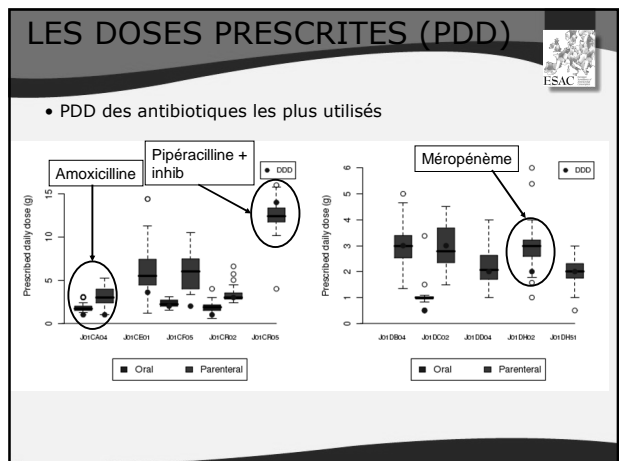 LES DOSES PRESCRITES (PDD)
ESAC
• PDD des antibiotiques les plus utilisés
Amoxicilline
Pipéracilline +
inhib
DDD
Prescribed daily dose (g)
15
10
5
0
J01CA04
J01CE01
J01CF05
J01CR02
J01CR05
Oral
Parenteral
Méropénème
DDD
Prescribed daily dose (g)
6
5
4
3
2
1
0
J01DB04
J01DC02
J01DD04
J01DH02
J01DH51
Oral
Parenteral